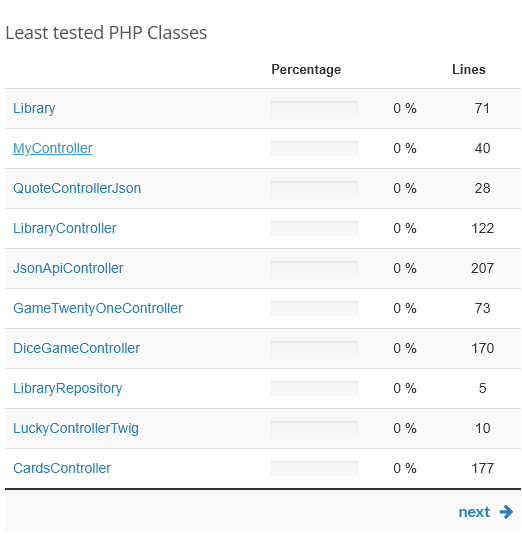 Least tested PHP Classes
Percentage Lines
Library 0 % 71
MyController 0 % 40
QuoteControllerJson 0 % 28
LibraryController 0 % 122
JsonApiController 0 % 207
GameTwentyOneController 0 % 73
DiceGameController 0 % 170
LibraryRepository 0 % 5
LuckyControllerTwig 0 % 10
CardsController 0 % 177
next